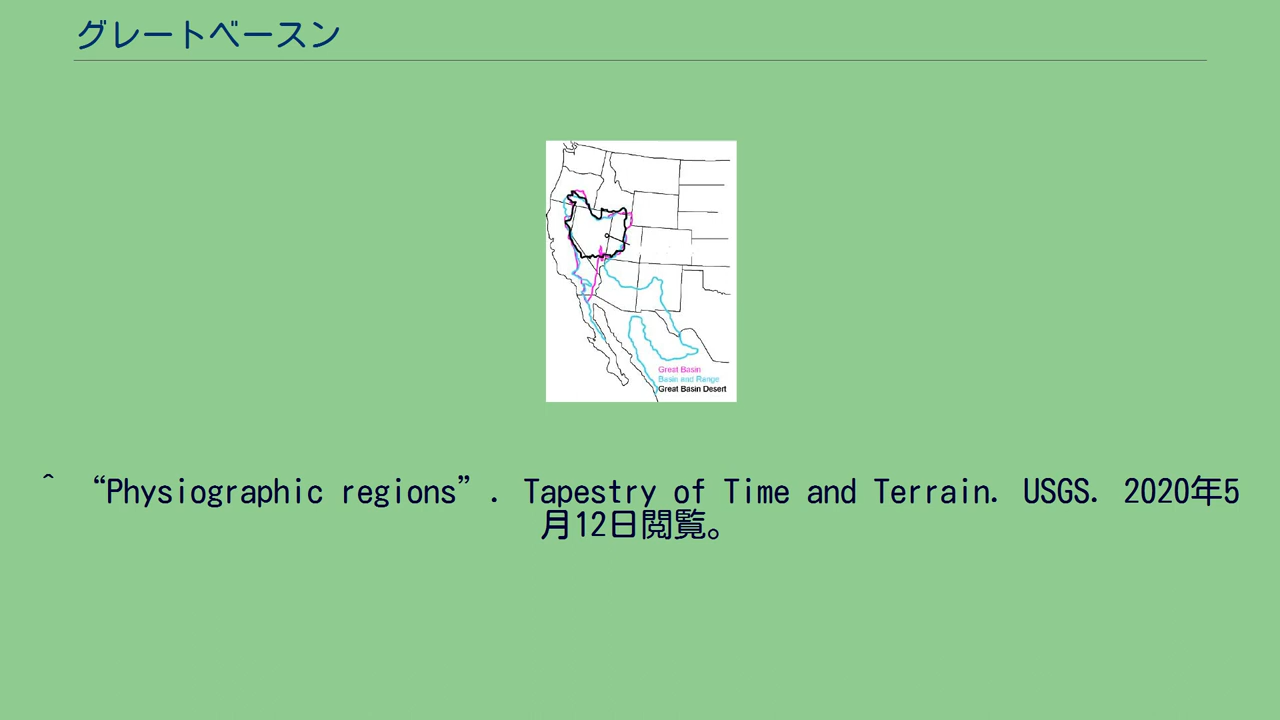 グレートベースン
Great Basin
Basin and Range
Great Basin Desert
^ “Physiographic regions”. Tapestry of Time and Terrain. USGS. 2020年5
月12日閲覧。